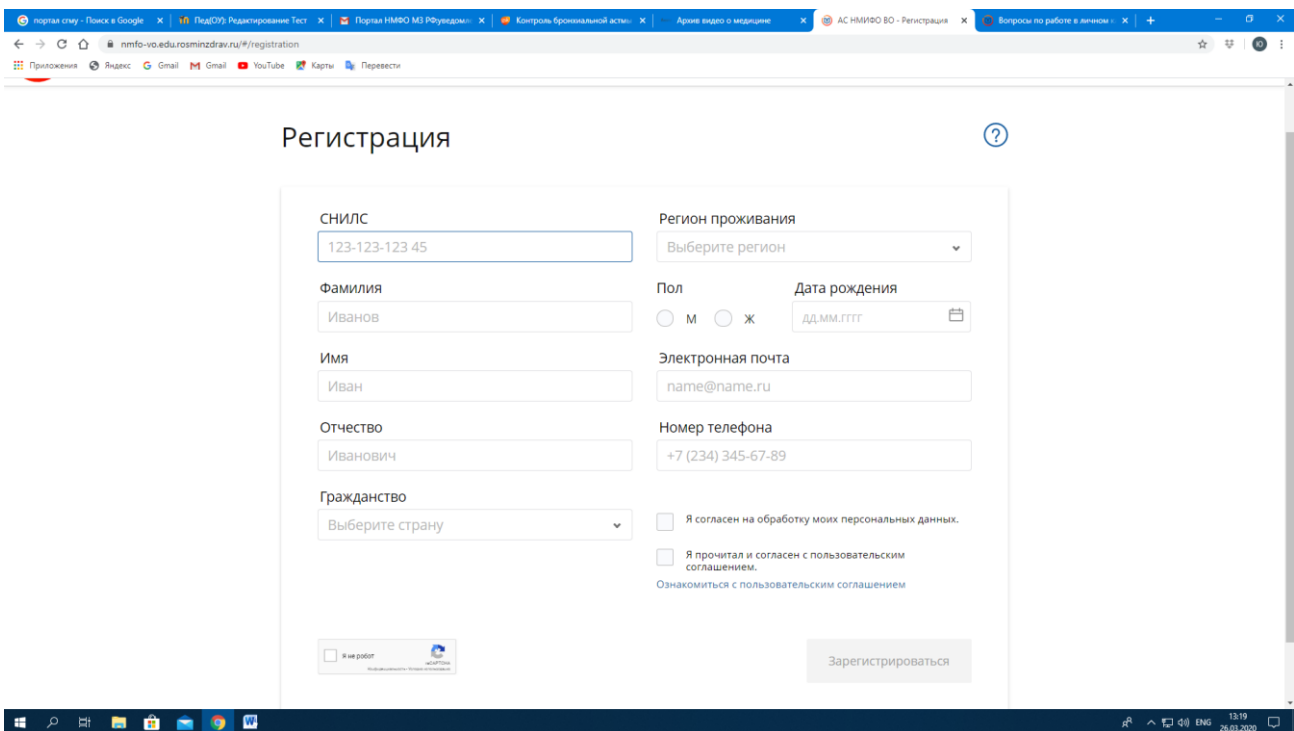 портал сгму - Поиск в Google
Пед(ОУ): Редактирование Тест
Портал НМФО МЗ РФ:уведомле
Контроль бронхиальной астмы
Архив видео о медицине
АС НМИФО ВО - Регистрация
Вопросы по работе в личном к
nmfo-vo.edu.rosminzdrav.ru/#/registration
Ю
Приложения Яндекс Gmail Gmail YouTube Карты Перевести
Регистрация
?
СНИЛС
123-123-123 45
Регион проживания
Выберите регион
Фамилия
Иванов
Пол
М Ж
Дата рождения
дд.мм.гггг
Имя
Иван
Электронная почта
name@name.ru
Отчество
Иванович
Номер телефона
+7 (234) 345-67-89
Гражданство
Выберите страну
Я согласен на обработку моих персональных данных.
Я прочитал и согласен с пользовательским
соглашением.
Ознакомиться с пользовательским соглашением
Я не робот
reCAPTCHA
Конфиденциальность - Условия использования
Зарегистрироваться
ENG
13:19
26.03.2020